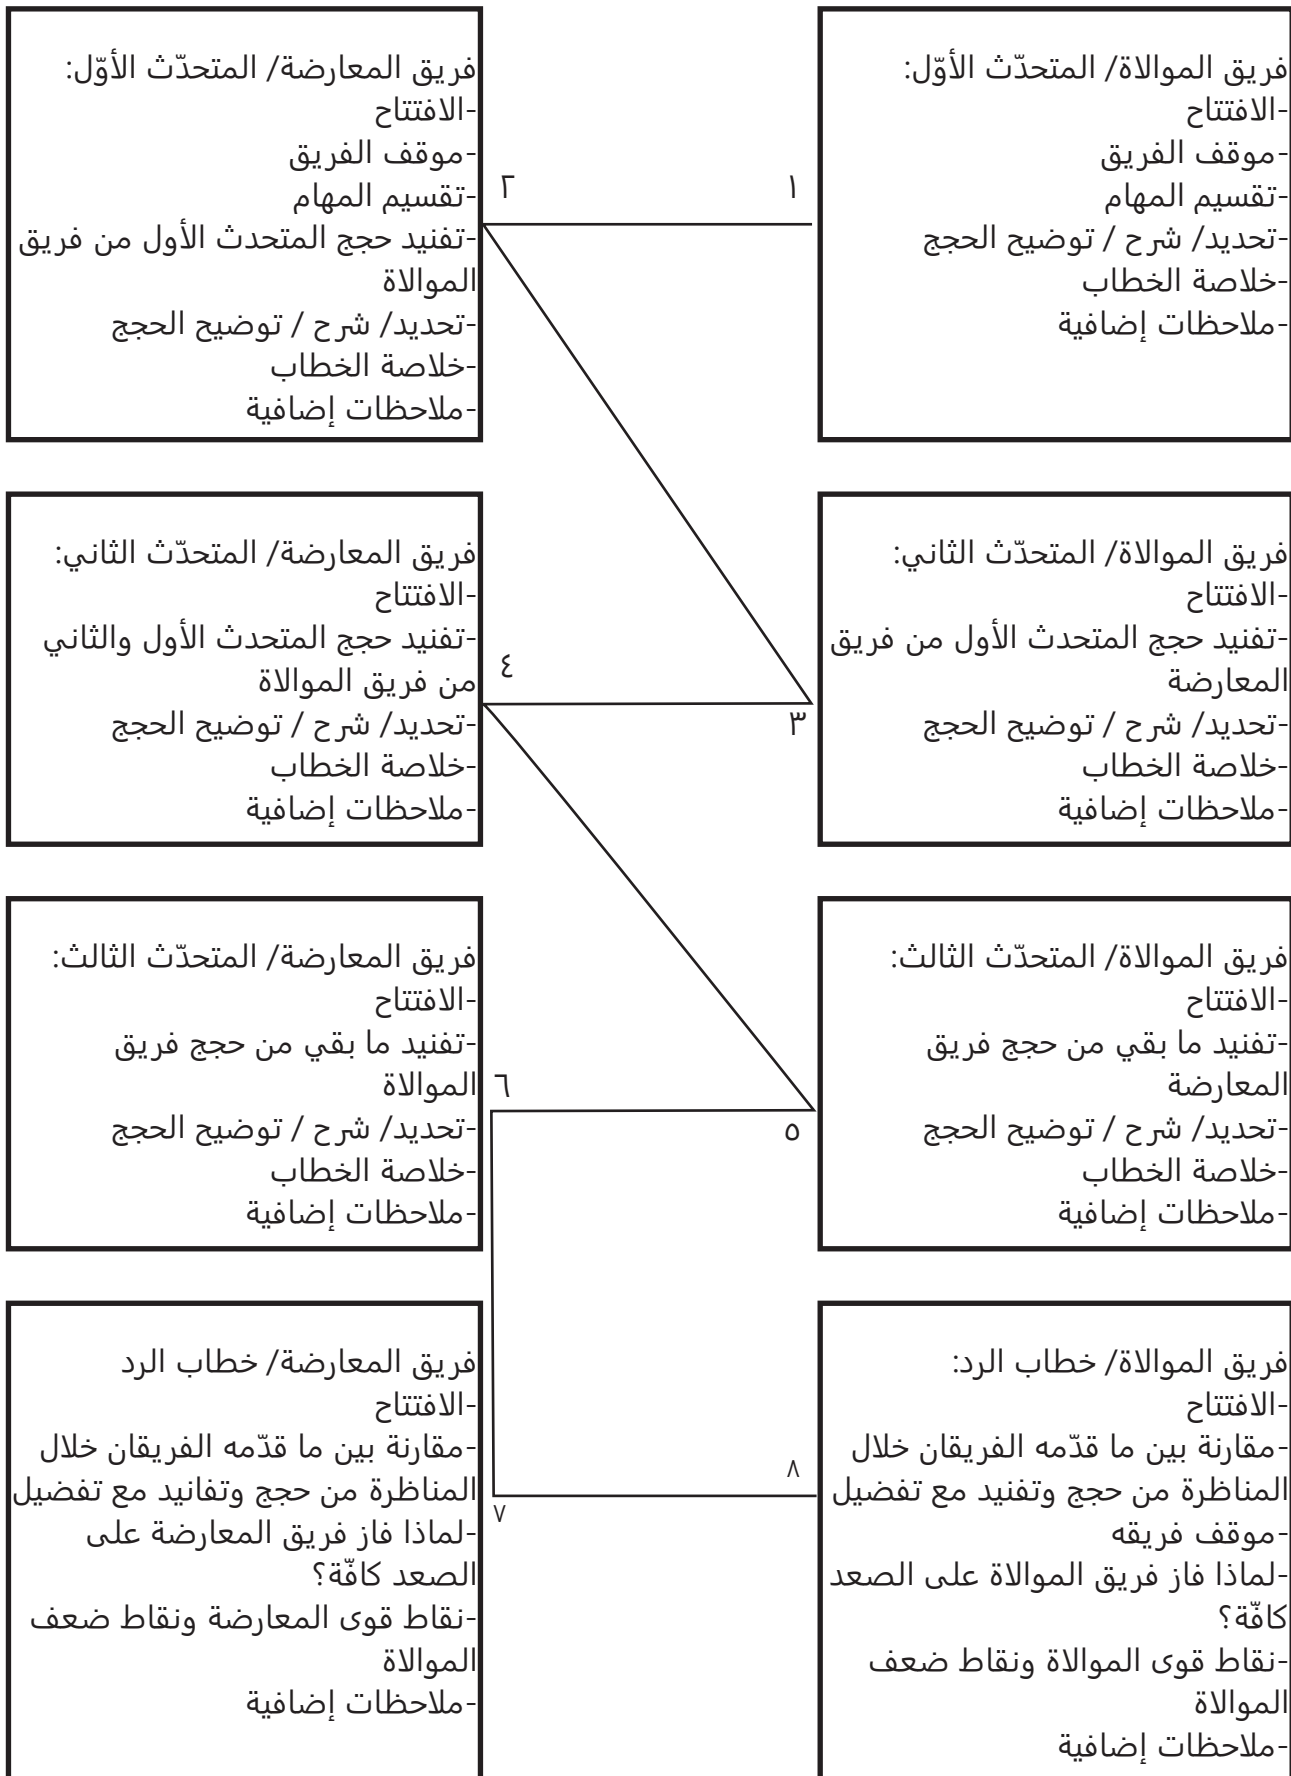 فريق الموالاة/ المتحدّث الأوّل:
-الافتتاح
-موقف الفريق
-تقسيم المهام
-تحديد/ شرح / توضيح الحجج
-خلاصة الخطاب
-ملاحظات إضافية
١
٢
فريق المعارضة/ المتحدّث الأوّل:
-الافتتاح
-موقف الفريق
-تقسيم المهام
-تفنيد حجج المتحدث الأول من فريق
الموالاة
-تحديد/ شرح / توضيح الحجج
-خلاصة الخطاب
-ملاحظات إضافية
فريق الموالاة/ المتحدّث الثاني:
-الافتتاح
-تفنيد حجج المتحدث الأول من فريق
المعارضة
-تحديد/ شرح / توضيح الحجج
-خلاصة الخطاب
-ملاحظات إضافية
٣
٤
فريق المعارضة/ المتحدّث الثاني:
-الافتتاح
-تفنيد حجج المتحدث الأول والثاني
من فريق الموالاة
-تحديد/ شرح / توضيح الحجج
-خلاصة الخطاب
-ملاحظات إضافية
فريق الموالاة/ المتحدّث الثالث:
-الافتتاح
-تفنيد ما بقي من حجج فريق
المعارضة
-تحديد/ شرح / توضيح الحجج
-خلاصة الخطاب
-ملاحظات إضافية
٥
٦
فريق المعارضة/ المتحدّث الثالث:
-الافتتاح
-تفنيد ما بقي من حجج فريق
الموالاة
-تحديد/ شرح / توضيح الحجج
-خلاصة الخطاب
-ملاحظات إضافية
٧
فريق المعارضة/ خطاب الرد
-الافتتاح
-مقارنة بين ما قدّمه الفريقان خلال
المناظرة من حجج وتفانيد مع تفضيل
-لماذا فاز فريق المعارضة على
الصعد كافّة؟
-نقاط قوى المعارضة ونقاط ضعف
الموالاة
-ملاحظات إضافية
٨
فريق الموالاة/ خطاب الرد:
-الافتتاح
-مقارنة بين ما قدّمه الفريقان خلال
المناظرة من حجج وتفنيد مع تفضيل
-موقف فريقه
-لماذا فاز فريق الموالاة على الصعد
كافّة؟
-نقاط قوى الموالاة ونقاط ضعف
الموالاة
-ملاحظات إضافية